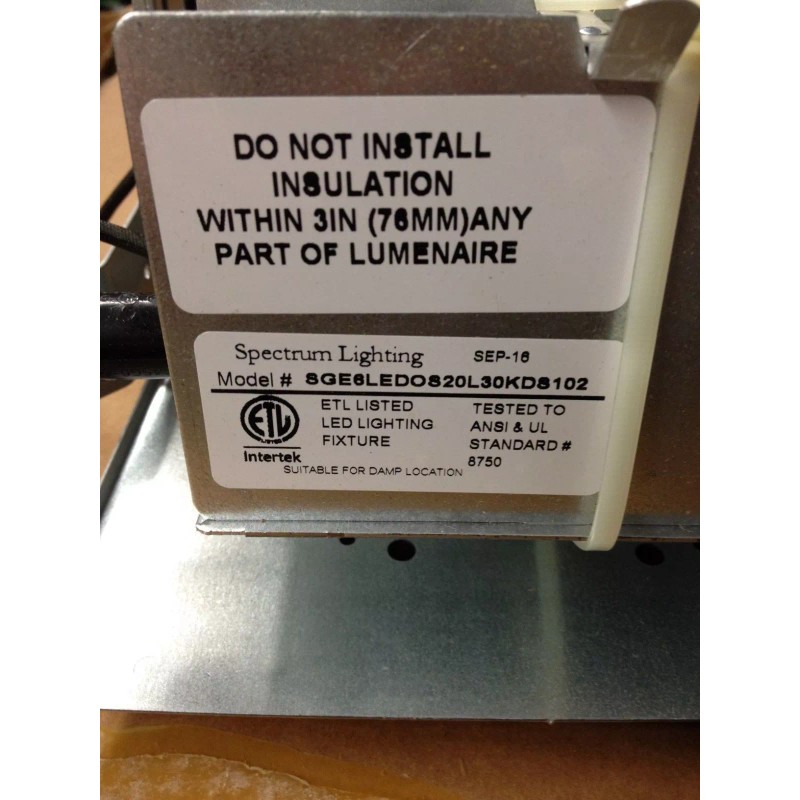 DO NOT INSTALL
INSULATION
WITHIN 3IN (76MM)ANY
PART OF LUMENAIRE
Spectrum Lighting SEP-16
Model # SGE6LEDOS20L30KDS102
ETL LISTED
LED LIGHTING
FIXTURE
TESTED TO
ANSI & UL
STANDARD #
8750
ETL
LISTED
Intertek
SUITABLE FOR DAMP LOCATION